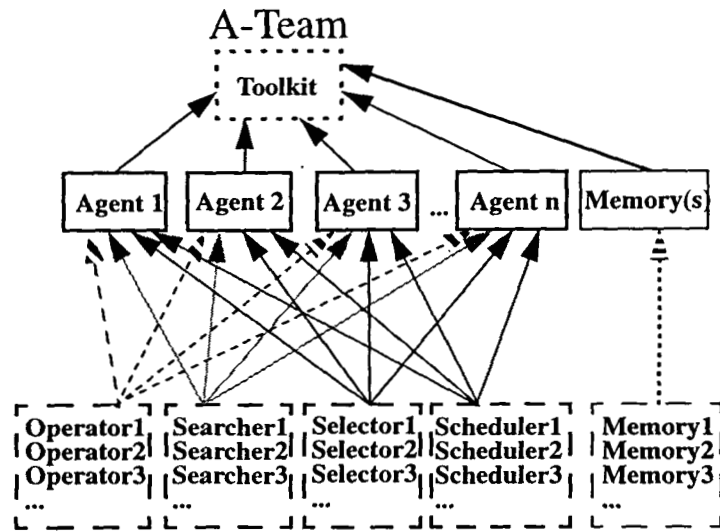 A-Team
Toolkit
Agent 1 Agent 2 Agent 3 ... Agent n Memory(s)
Operator1 Searcher1 Selector1 Scheduler1 Memory1
Operator2 Searcher2 Selector2 Scheduler2 Memory2
Operator3 Searcher3 Selector3 Scheduler3 Memory3
... ... ... ... ...